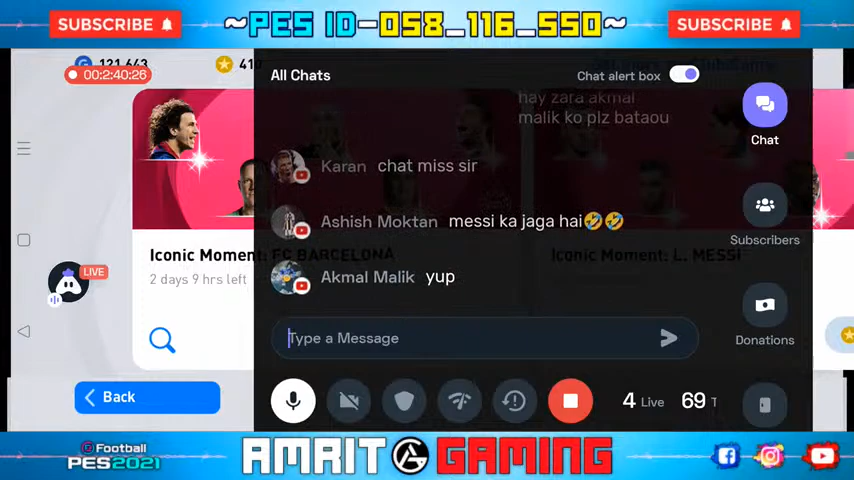 SUBSCRIBE
~PES ID-058_116_550~
SUBSCRIBE
121,643
410
00:2:40:26
All Chats
Chat alert box
hay zara akmal
malik ko plz bataou
Chat
Karan chat miss sir
Ashish Moktan messi ka jaga hai🤣🤣
Subscribers
Iconic Moment: FC BARCELONA
Iconic Moment: L. MESSI
2 days 9 hrs left
LIVE
Akmal Malik yup
Type a Message
Donations
Back
4 Live 69 T
eFootball
PES2021
AMRIT GAMING